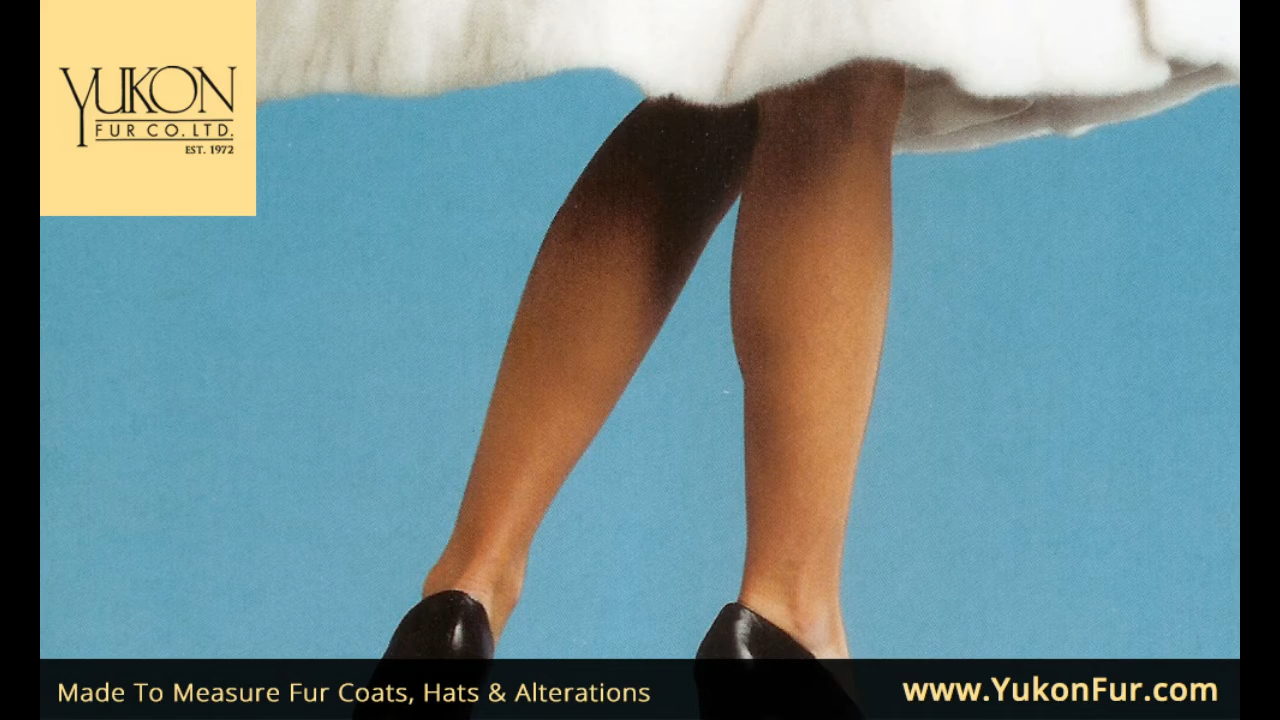 YUKON
FUR CO. LTD.
EST. 1972
Made To Measure Fur Coats, Hats & Alterations
www.YukonFur.com